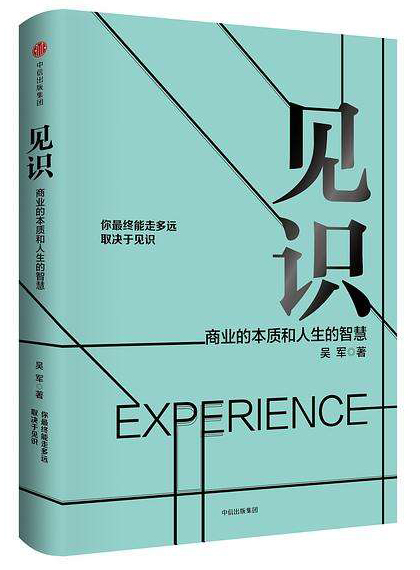 中信出版集团
见识
商业的本质和人生的智慧
吴 军◎著
你最终能走多远
取决于见识
见
识
你最终能走多远
取决于见识
商业的本质和人生的智慧
吴 军◎著
EXPERIENCE
中信出版集团